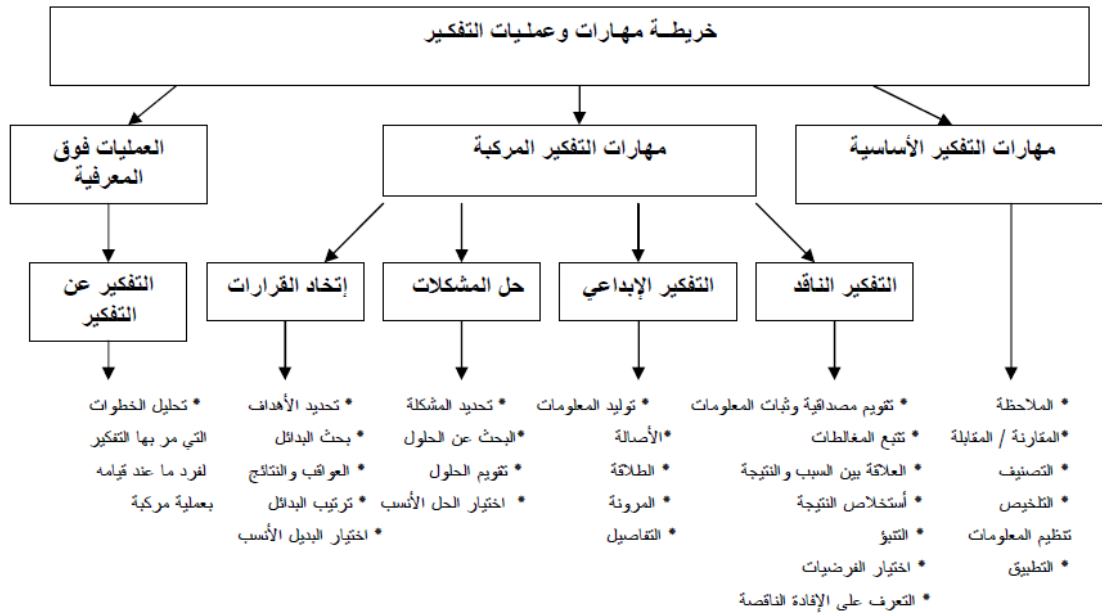 خريطة مهارات وعمليات التفكير
مهارات التفكير الأساسية
مهارات التفكير المركبة
العمليات فوق
المعرفية
التفكير الناقد
التفكير الإبداعي
حل المشكلات
إتخاد القرارات
التفكير عن
التفكير
* الملاحظة
*المقارنة / المقابلة
* التصنيف
* التلخيص
تنظيم المعلومات
* التطبيق
* تقويم مصداقية وثبات المعلومات
* تتبع المغالطات
* العلاقة بين السبب والنتيجة
* أستخلاص النتيجة
* التنبؤ
* اختيار الفرضيات
* التعرف على الإفادة الناقصة
* توليد المعلومات
*الأصالة
* الطلاقة
* المرونة
* التفاصيل
* تحديد المشكلة
*البحث عن الحلول
* تقويم الحلول
* اختيار الحل الأنسب
* تحديد الأهداف
* بحث البدائل
* العواقب والنتائج
* ترتيب البدائل
* اختيار البديل الأنسب
* تحليل الخطوات
التي مر بها التفكير
لفرد ما عند قيامه
بعملية مركبة